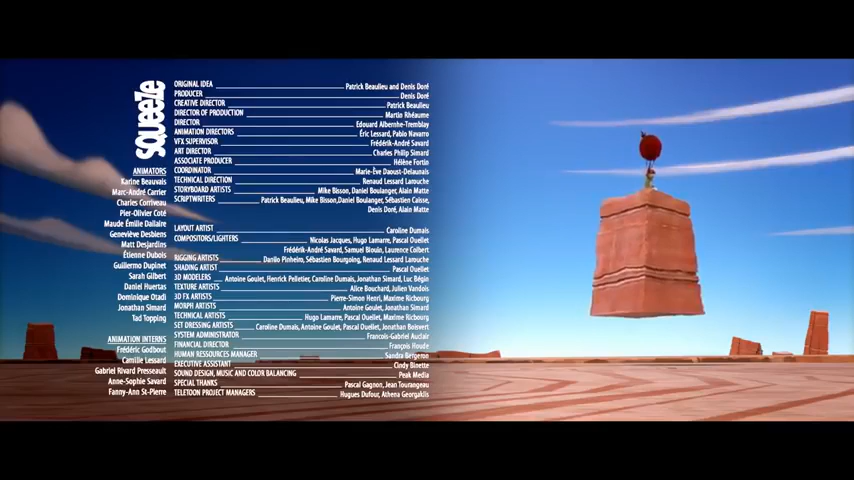 squeeze
ANIMATORS
Karine Beauvais
Marc-André Carrier
Charles Corriveau
Pier-Olivier Coté
Maude Émilie Dallaire
Geneviève Desbiens
Matt Desjardins
Étienne Dubois
Guillermo Dupinet
Sarah Gilbert
Daniel Huertas
Dominique Otadi
Jonathan Simard
Tad Topping
ANIMATION INTERNS
Frédéric Godbout
Camille Lessard
Gabriel Rivard Presseault
Anne-Sophie Savard
Fanny-Ann St-Pierre
ORIGINAL IDEA Patrick Beaulieu and Denis Doré
PRODUCER Denis Doré
CREATIVE DIRECTOR Patrick Beaulieu
DIRECTOR OF PRODUCTION Martin Rhéaume
DIRECTOR Edouard Albernhe-Tremblay
ANIMATION DIRECTORS Éric Lessard, Pablo Navarro
VFX SUPERVISOR Frédérik-André Savard
ART DIRECTOR Charles Philip Simard
ASSOCIATE PRODUCER Hélène Fortin
COORDINATOR Marie-Ève Daoust-Delaunais
TECHNICAL DIRECTION Renaud Lessard Larouche
STORYBOARD ARTISTS Mike Bisson, Daniel Boulanger, Alain Matte
SCRIPTWRITERS Patrick Beaulieu, Mike Bisson,Daniel Boulanger, Sébastien Caisse,
Denis Doré, Alain Matte
LAYOUT ARTIST Caroline Dumais
COMPOSITORS/LIGHTERS Nicolas Jacques, Hugo Lamarre, Pascal Ouellet
Frédérik-André Savard, Samuel Blouin, Laurence Colbert
RIGGING ARTISTS Danilo Pinheiro, Sébastien Bourgoing, Renaud Lessard Larouche
SHADING ARTIST Pascal Ouellet
3D MODELERS Antoine Goulet, Henrick Pelletier, Caroline Dumais, Jonathan Simard, Luc Bégin
TEXTURE ARTISTS Alice Bouchard, Julien Vandois
3D FX ARTISTS Pierre-Simon Henri, Maxime Ricbourg
MORPH ARTISTS Antoine Goulet, Jonathan Simard
TECHNICAL ARTISTS Hugo Lamarre, Pascal Ouellet, Maxime Ricbourg
SET DRESSING ARTISTS Caroline Dumais, Antoine Goulet, Pascal Ouellet, Jonathan Boisvert
SYSTEM ADMINISTRATOR Francois-Gabriel Auclair
FINANCIAL DIRECTOR François Houde
HUMAN RESSOURCES MANAGER Sandra Bergeron
EXECUTIVE ASSISTANT Cindy Binette
SOUND DESIGN, MUSIC AND COLOR BALANCING Peak Media
SPECIAL THANKS Pascal Gagnon, Jean Tourangeau
TELETOON PROJECT MANAGERS Hugues Dufour, Athena Georgaklis